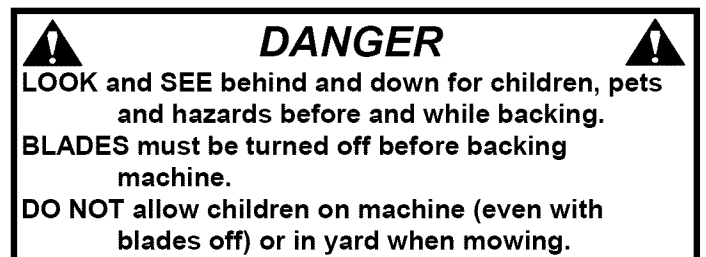 DANGER
LOOK and SEE behind and down for children, pets
and hazards before and while backing.
BLADES must be turned off before backing
machine.
DO NOT allow children on machine (even with
blades off) or in yard when mowing.